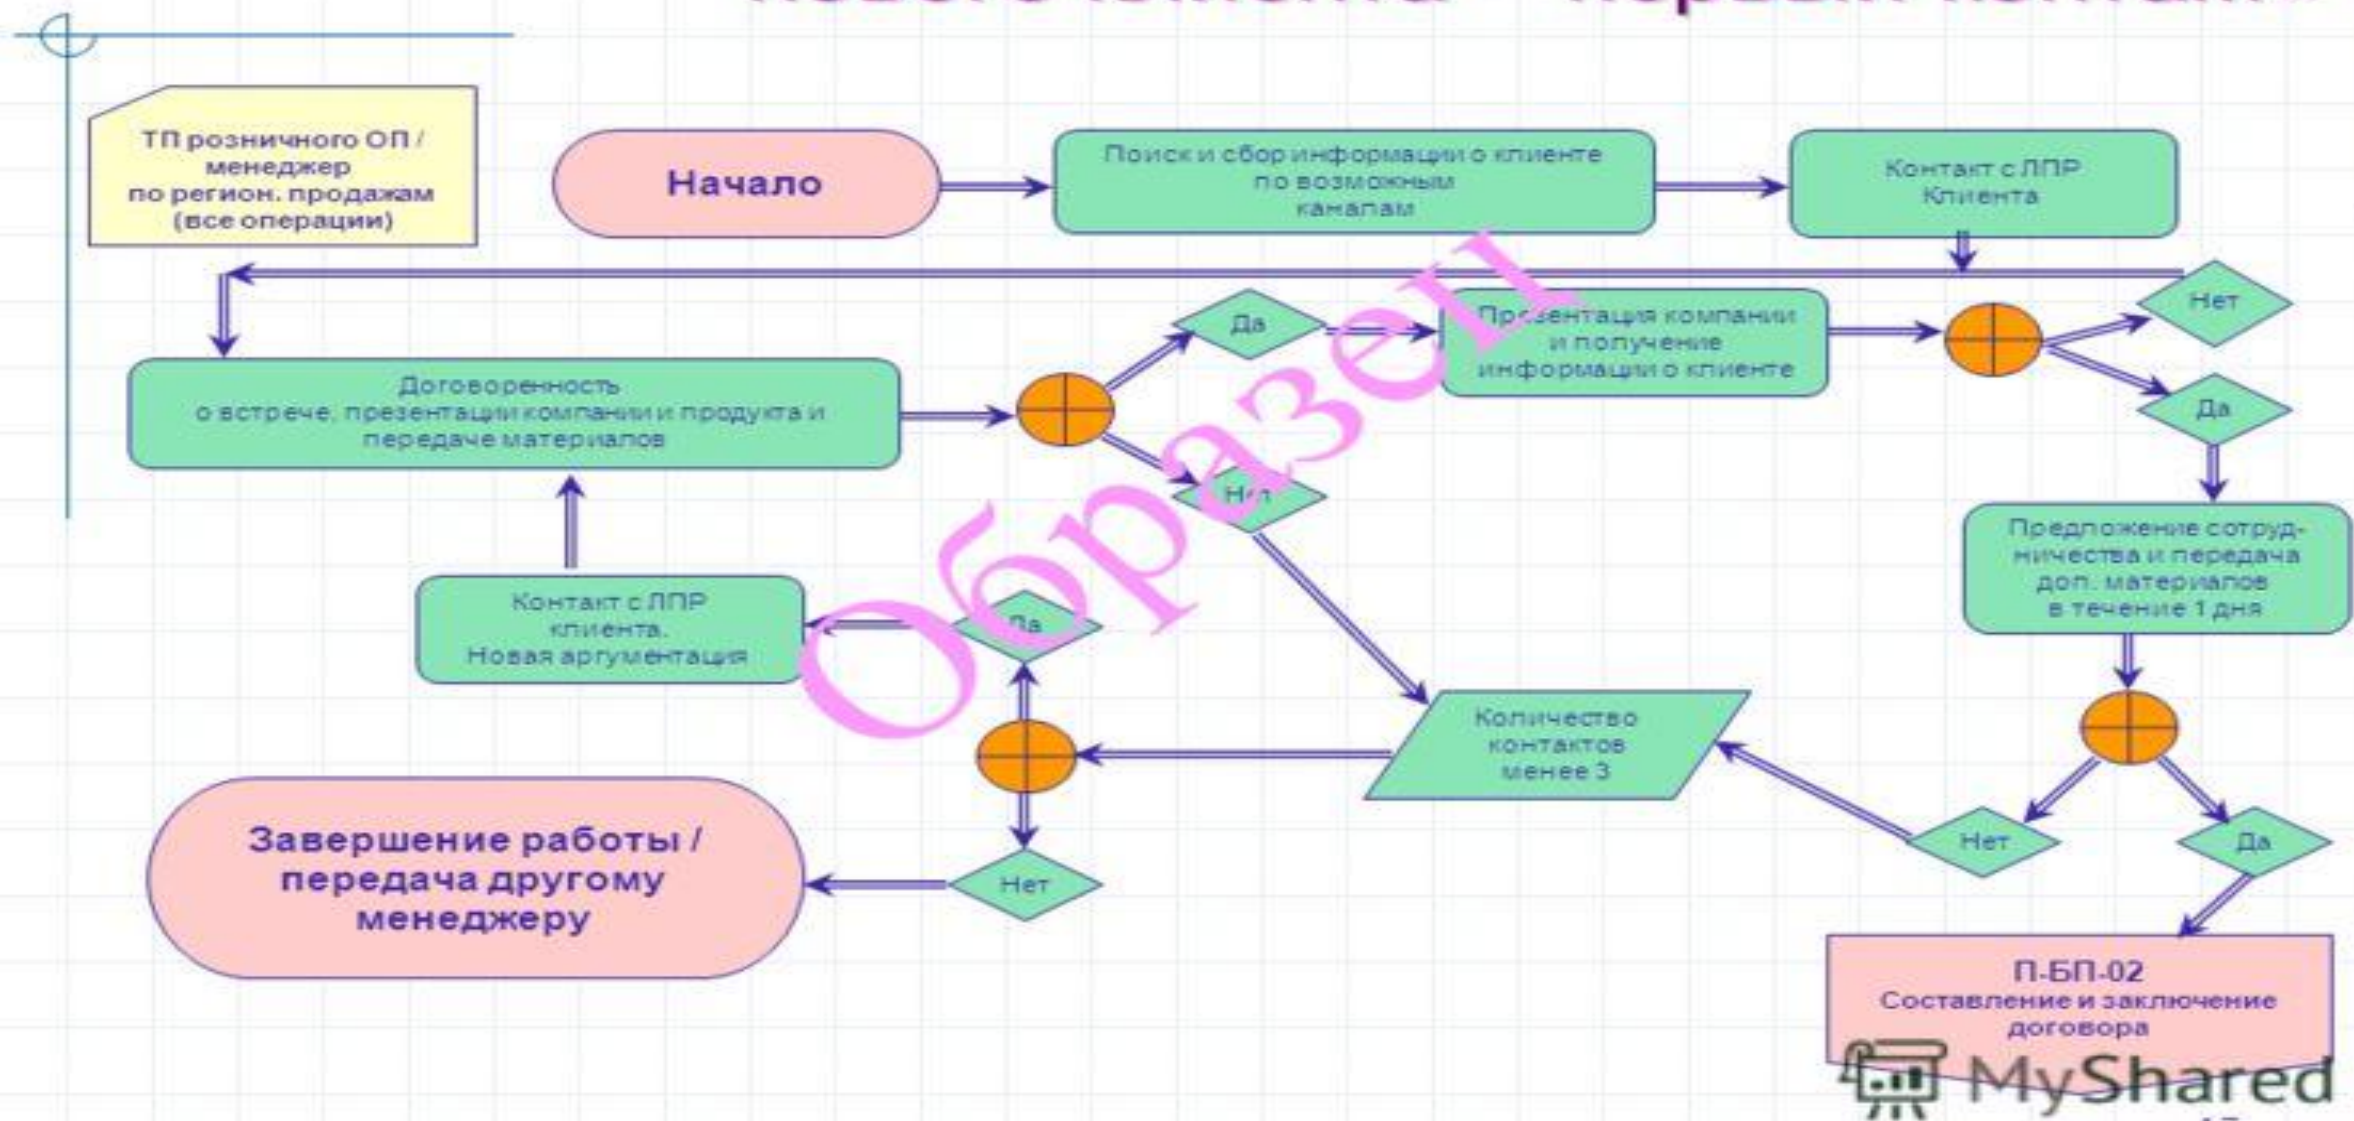 ТП розничного ОП /
менеджер
по регион. продажам
(все операции)
Начало
Поиск и сбор информации о клиенте
по возможным
каналам
Контакт с ЛПР
Клиента
Договоренность
о встрече, презентации компании и продукта и
передаче материалов
Да
Нет
Презентация компании
и получение
информации о клиенте
Нет
Да
Предложение сотруд-
ничества и передача
доп. материалов
в течение 1 дня
Контакт с ЛПР
клиента.
Новая аргументация
Да
Количество
контактов
менее 3
Нет
Нет
Да
Завершение работы /
передача другому
менеджеру
П-БП-02
Составление и заключение
договора
Образец
MyShared